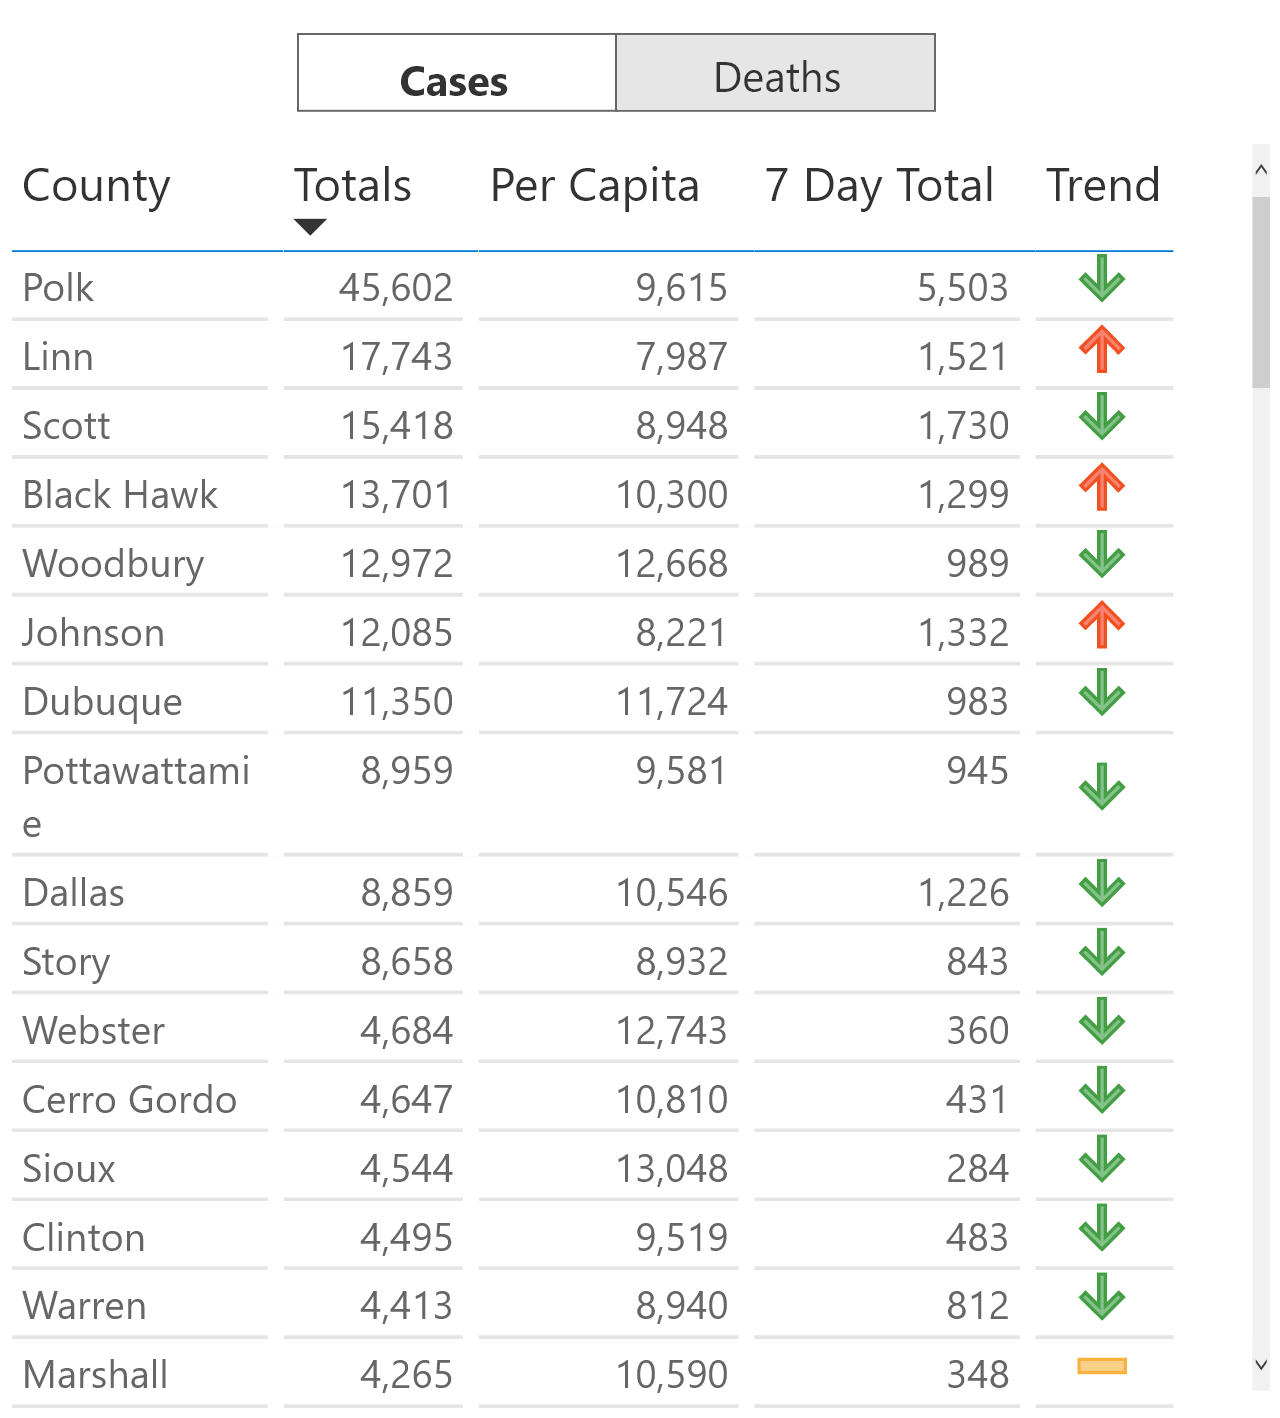 Cases Deaths
County Totals Per Capita 7 Day Total Trend
Polk 45,602 9,615 5,503
Linn 17,743 7,987 1,521
Scott 15,418 8,948 1,730
Black Hawk 13,701 10,300 1,299
Woodbury 12,972 12,668 989
Johnson 12,085 8,221 1,332
Dubuque 11,350 11,724 983
Pottawattami 8,959 9,581 945
e
Dallas 8,859 10,546 1,226
Story 8,658 8,932 843
Webster 4,684 12,743 360
Cerro Gordo 4,647 10,810 431
Sioux 4,544 13,048 284
Clinton 4,495 9,519 483
Warren 4,413 8,940 812
Marshall 4,265 10,590 348